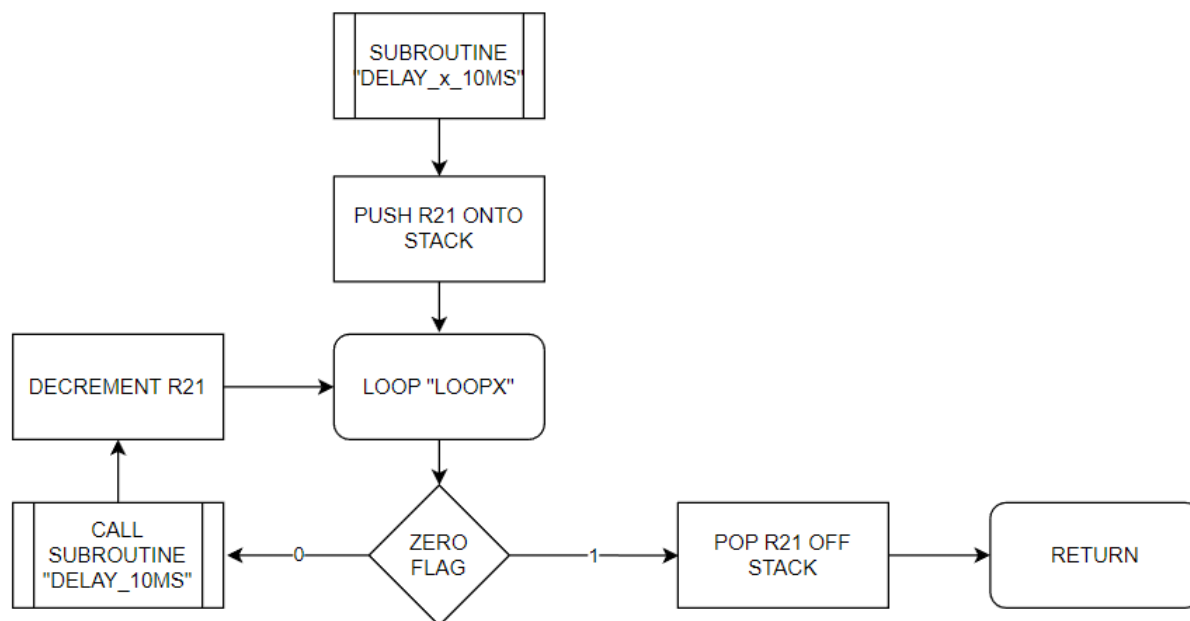 SUBROUTINE
"DELAY_x_10MS"
PUSH R21 ONTO
STACK
DECREMENT R21
LOOP "LOOPX"
CALL
SUBROUTINE
"DELAY_10MS"
0
ZERO
FLAG
1
POP R21 OFF
STACK
RETURN